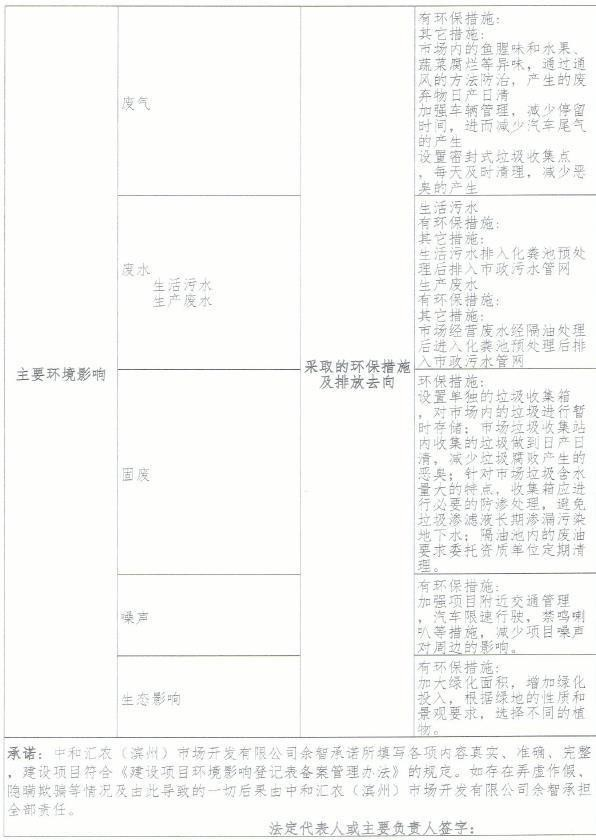 有环保措施:
其它措施:
市场内的鱼腥味和水果、
蔬菜腐烂等异味，通过通
风的方法防治，产生的废
弃物日产日清
加强车辆管理，减少停留
时间，进而减少汽车尾气
的产生
设置密封式垃圾收集点
，每天及时清理，减少恶
臭的产生
废气
生活污水
有环保措施:
其它措施:
生活污水排入化粪池预处
理后排入市政污水管网
生产废水
有环保措施:
其它措施:
市场经营废水经隔油处理
后进入化粪池预处理后排
入市政污水管网
废水
生活污水
生产废水
主要环境影响
采取的环保措施
及排放去向
环保措施:
设置单独的垃圾收集箱
，对市场内的垃圾进行暂
时存储；市场垃圾收集站
内收集的垃圾做到日产日
清，减少垃圾腐败产生的
恶臭；针对市场垃圾含水
量大的特点，收集箱应进
行必要的防渗处理，避免
垃圾渗滤液长期渗漏污染
地下水；隔油池内的废油
要求委托资质单位定期清
理。
固废
有环保措施:
加强项目附近交通管理
，汽车限速行驶，禁鸣喇
叭等措施，减少项目噪声
对周边的影响。
噪声
有环保措施:
加大绿化面积，增加绿化
投入，根据绿地的性质和
景观要求，选择不同的植
物。
生态影响
承诺：中和汇农（滨州）市场开发有限公司余智承诺所填写各项内容真实、准确、完整
，建设项目符合《建设项目环境影响登记表备案管理办法》的规定。如存在弄虚作假、
隐瞒欺骗等情况及由此导致的一切后果由中和汇农（滨州）市场开发有限公司余智承担
全部责任。
法定代表人或主要负责人签字：